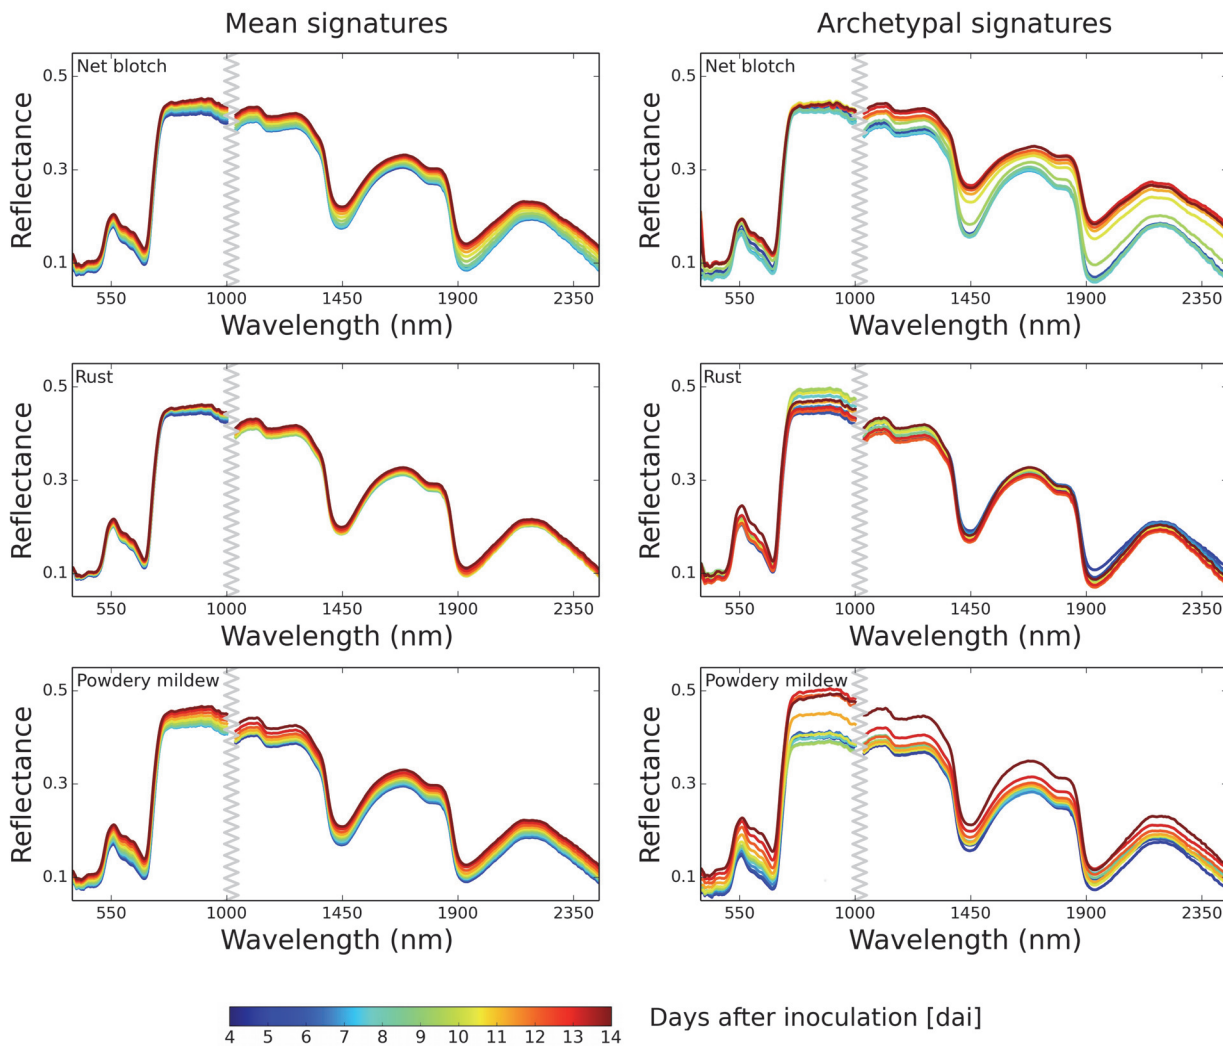 Mean signatures
Archetypal signatures
Net blotch
0.5
0.3
0.1
Reflectance
550 1000 1450 1900 2350
Wavelength (nm)
Net blotch
0.5
0.3
0.1
Reflectance
550 1000 1450 1900 2350
Wavelength (nm)
Rust
0.5
0.3
0.1
Reflectance
550 1000 1450 1900 2350
Wavelength (nm)
Rust
0.5
0.3
0.1
Reflectance
550 1000 1450 1900 2350
Wavelength (nm)
Powdery mildew
0.5
0.3
0.1
Reflectance
550 1000 1450 1900 2350
Wavelength (nm)
Powdery mildew
0.5
0.3
0.1
Reflectance
550 1000 1450 1900 2350
Wavelength (nm)
4 5 6 7 8 9 10 11 12 13 14
Days after inoculation [dai]